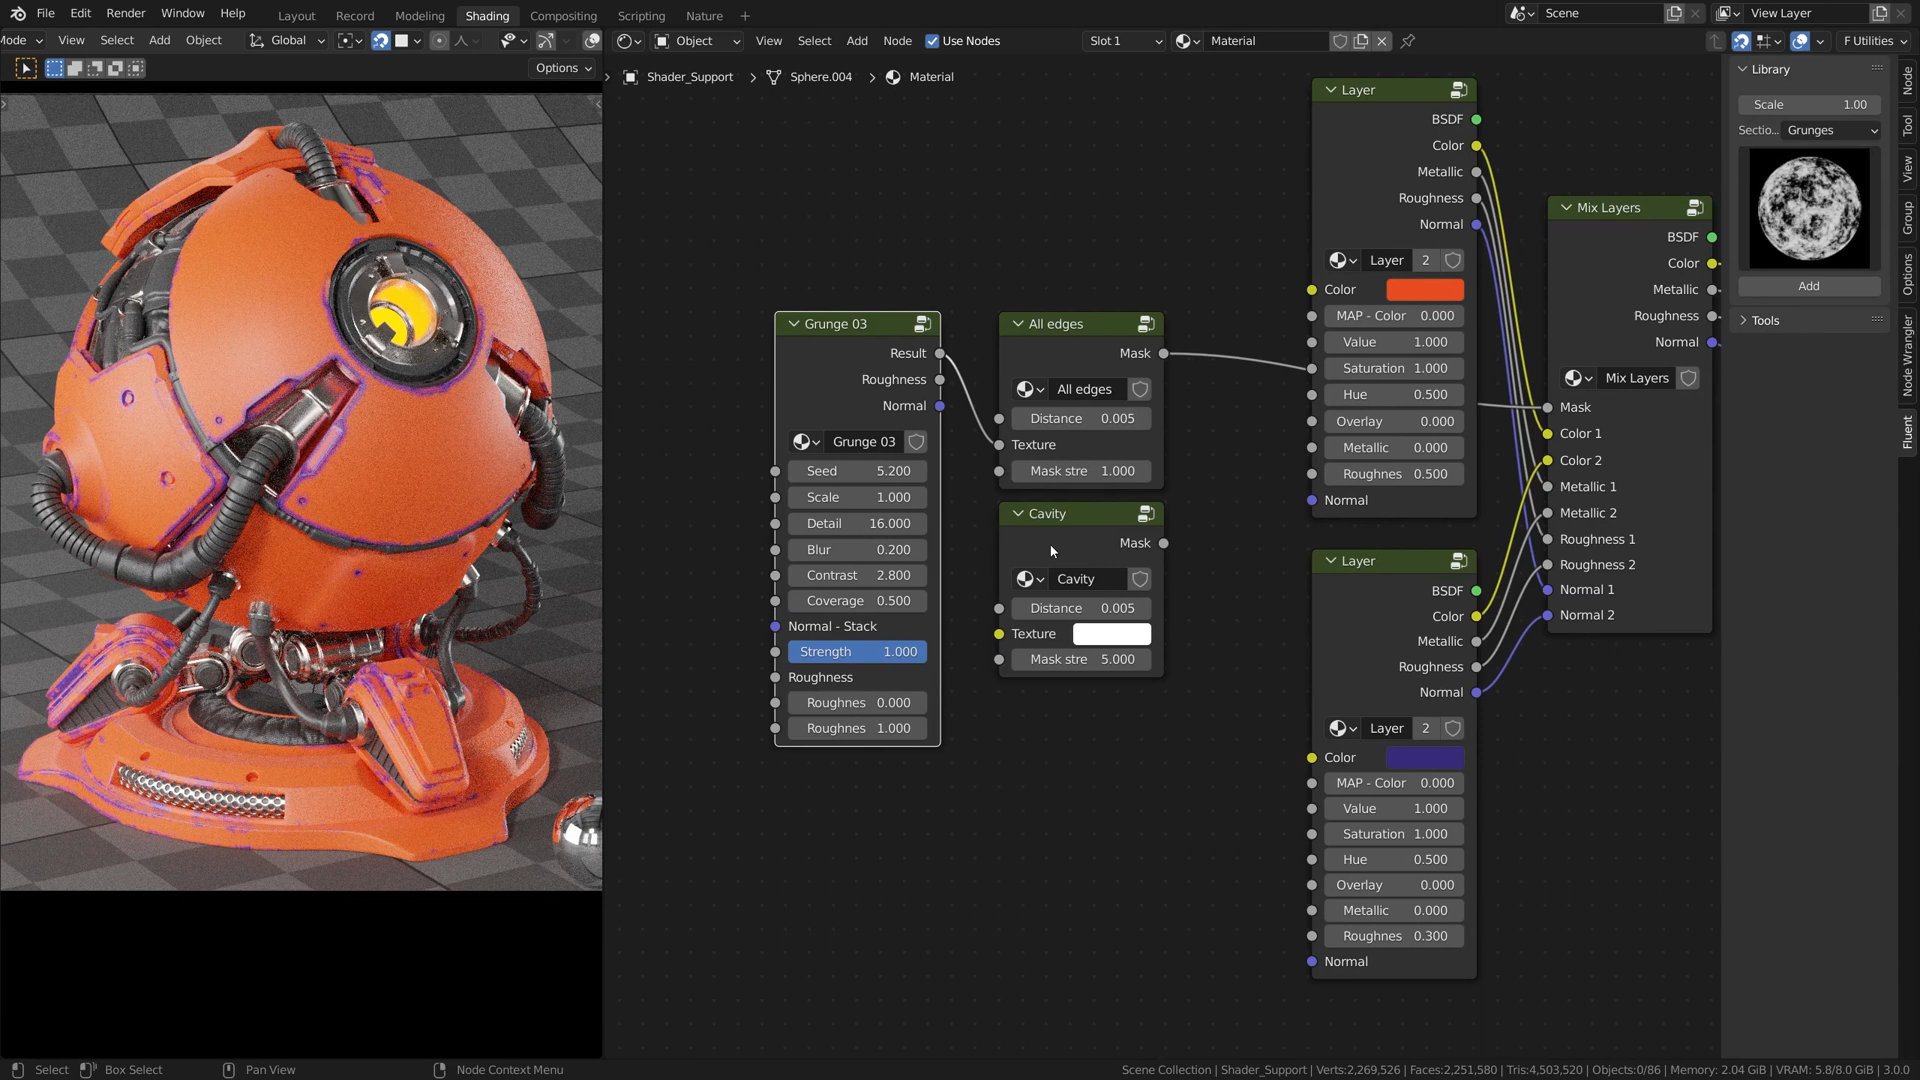 File Edit Render Window Help Layout Record Modeling Shading Compositing Scripting Nature + Scene View Layer
Mode View Select Add Object Global Object View Select Add Node Use Nodes Slot 1 Material F Utilities
Options
Shader_Support > Sphere.004 > Material
Grunge 03
Result
Roughness
Normal
Grunge 03
Seed 5.200
Scale 1.000
Detail 16.000
Blur 0.200
Contrast 2.800
Coverage 0.500
Normal - Stack
Strength 1.000
Roughness
Roughnes 0.000
Roughnes 1.000
All edges
Mask
All edges
Distance 0.005
Texture
Mask stre 1.000
Cavity
Mask
Cavity
Distance 0.005
Texture
Mask stre 5.000
Layer
BSDF
Color
Metallic
Roughness
Normal
Layer 2
Color
MAP - Color 0.000
Value 1.000
Saturation 1.000
Hue 0.500
Overlay 0.000
Metallic 0.000
Roughnes 0.500
Normal
Layer
BSDF
Color
Metallic
Roughness
Normal
Layer 2
Color
MAP - Color 0.000
Value 1.000
Saturation 1.000
Hue 0.500
Overlay 0.000
Metallic 0.000
Roughnes 0.300
Normal
Mix Layers
BSDF
Color
Metallic
Roughness
Normal
Mix Layers
Mask
Color 1
Color 2
Metallic 1
Metallic 2
Roughness 1
Roughness 2
Normal 1
Normal 2
Library
Scale 1.00
Sectio... Grunges
Add
Tools
Node
Tool
View
Group
Options
Node Wrangler
Fluent
Select Box Select Pan View Node Context Menu Scene Collection | Shader_Support | Verts:2,269,526 | Faces:2,251,580 | Tris:4,503,520 | Objects:0/86 | Memory: 2.04 GiB | VRAM: 5.8/8.0 GiB | 3.0.0